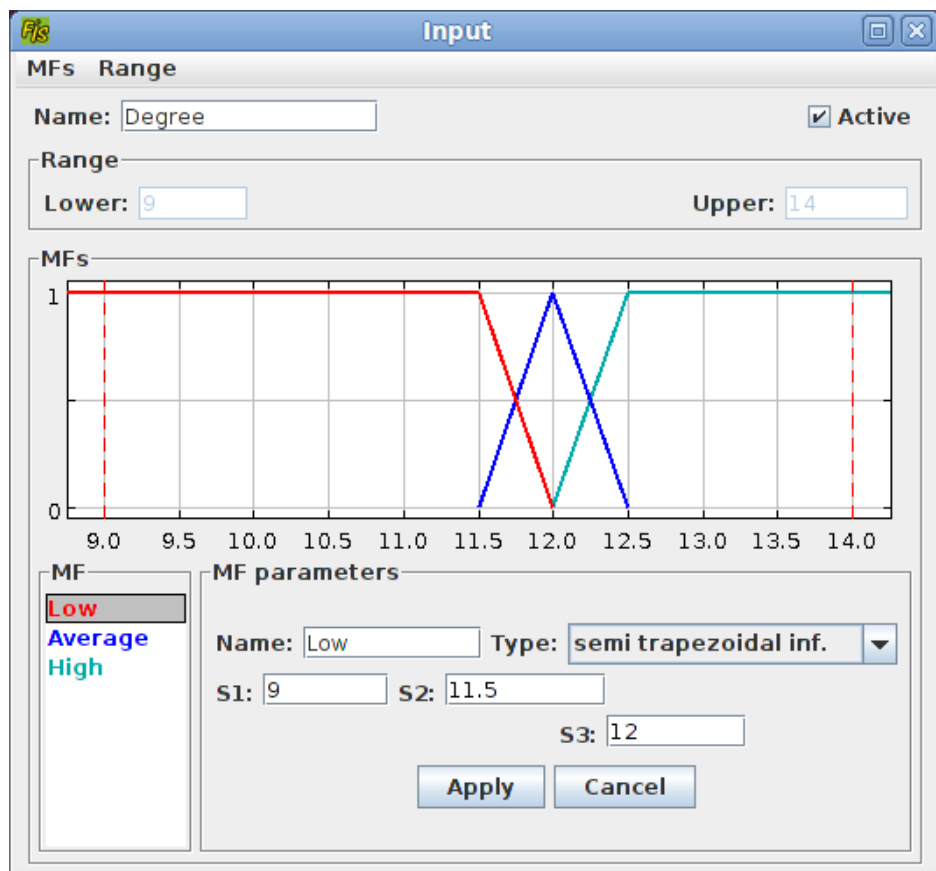 Fis Input
MFs Range
Name: Degree Active
Range
Lower: 9 Upper: 14
MFs
1
0
9.0 9.5 10.0 10.5 11.0 11.5 12.0 12.5 13.0 13.5 14.0
MF MF parameters
Low
Average
High
Name: Low Type: semi trapezoidal inf.
S1: 9 S2: 11.5
S3: 12
Apply Cancel